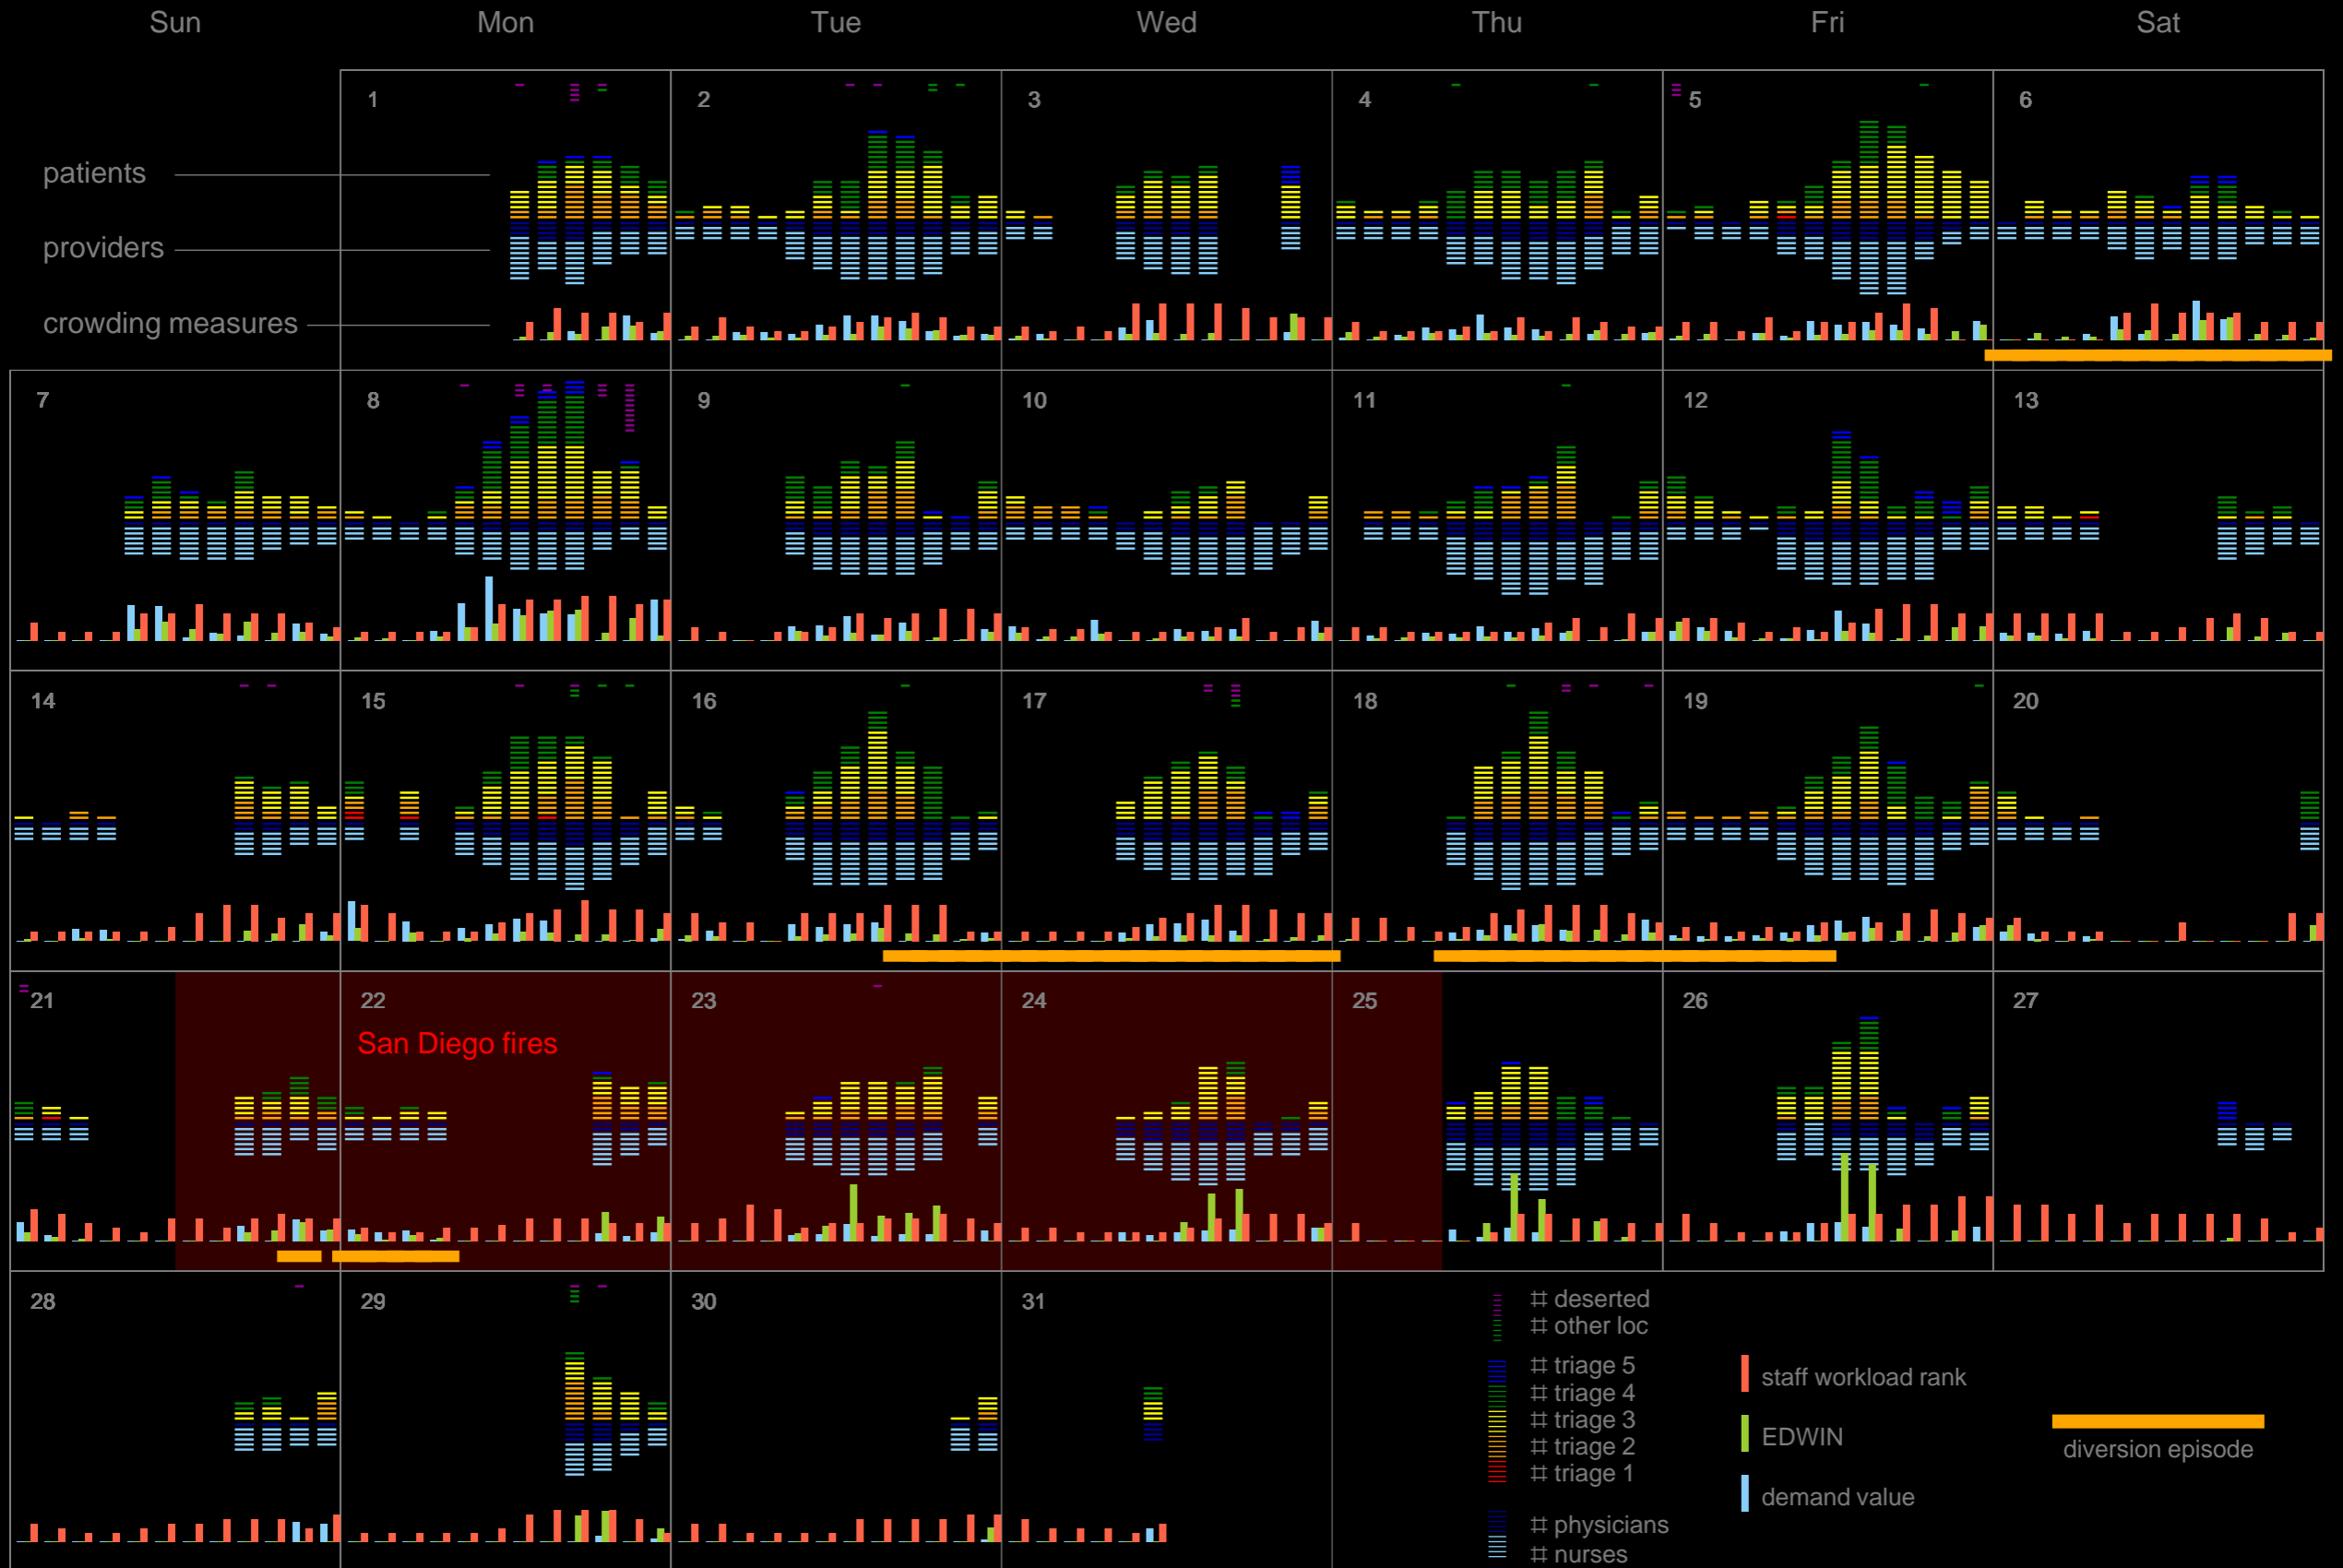 Sun Mon Tue Wed Thu Fri Sat
1 2 3 4 5 6
patients
providers
crowding measures
7 8 9 10 11 12 13
14 15 16 17 18 19 20
21 22 23 24 25 26 27
San Diego fires
28 29 30 31
# deserted
# other loc
# triage 5
# triage 4
# triage 3
# triage 2
# triage 1
# physicians
# nurses
staff workload rank
EDWIN
demand value
diversion episode